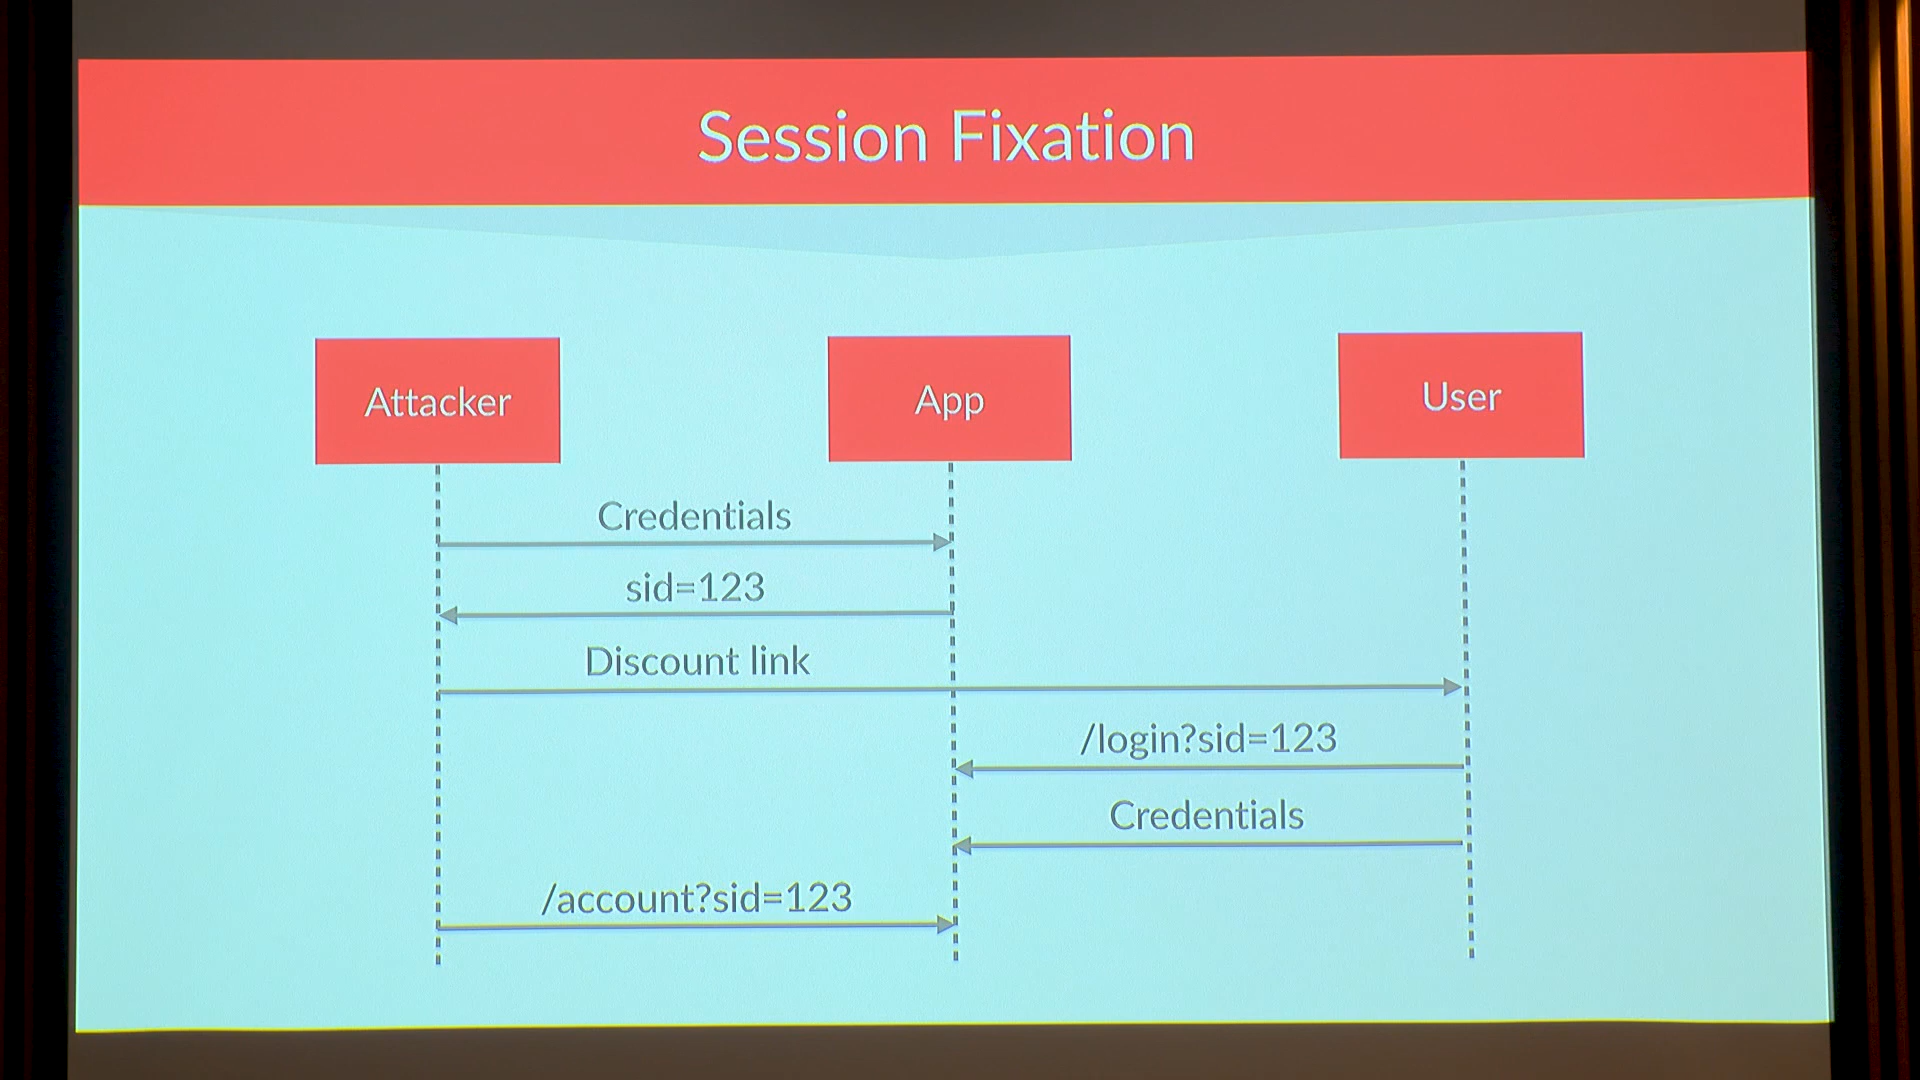 Session Fixation
Attacker
App
User
Credentials
sid=123
Discount link
/login?sid=123
Credentials
/account?sid=123